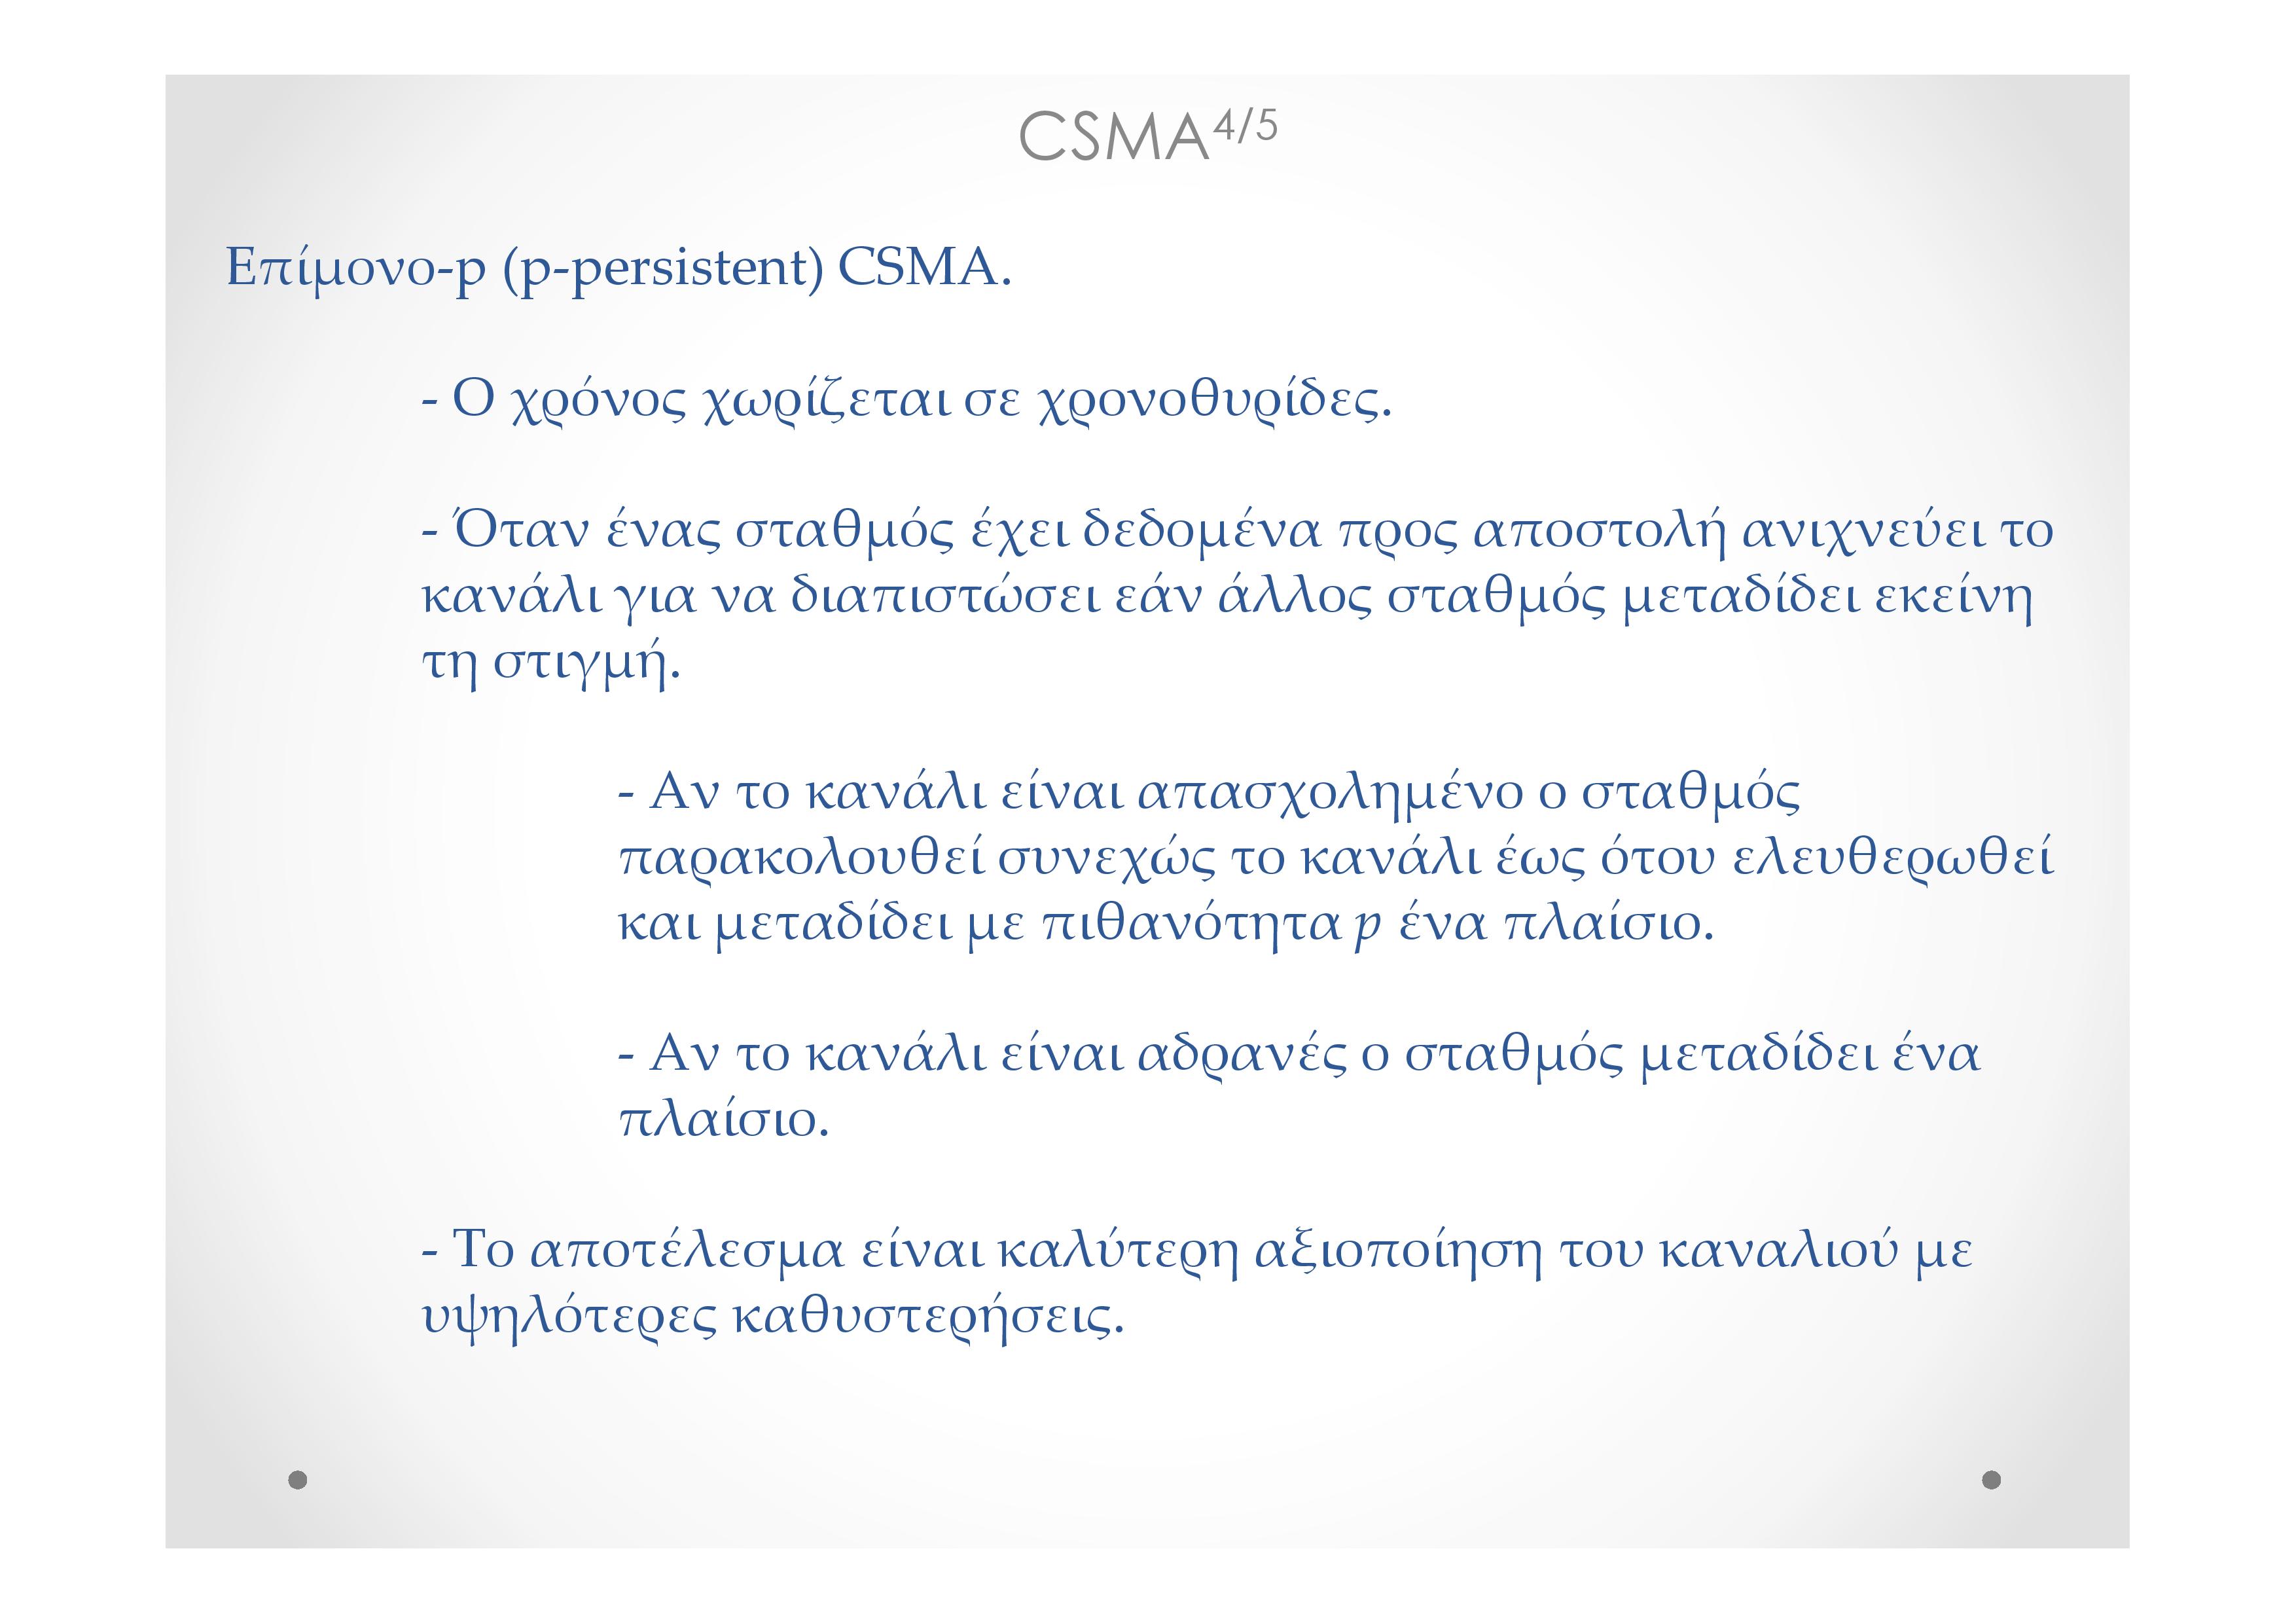 CSMA4/5
Επίμονο-p (p-persistent) CSMA.
- Ο χρόνος χωρίζεται σε χρονοθυρίδες.
- Όταν ένας σταθμός έχει δεδομένα προς αποστολή ανιχνεύει το
κανάλι για να διαπιστώσει εάν άλλος σταθμός μεταδίδει εκείνη
τη στιγμή.
- Αν το κανάλι είναι απασχολημένο ο σταθμός
παρακολουθεί συνεχώς το κανάλι έως ότου ελευθερωθεί
και μεταδίδει με πιθανότητα p ένα πλαίσιο.
- Αν το κανάλι είναι αδρανές ο σταθμός μεταδίδει ένα
πλαίσιο.
- Το αποτέλεσμα είναι καλύτερη αξιοποίηση του καναλιού με
υψηλότερες καθυστερήσεις.